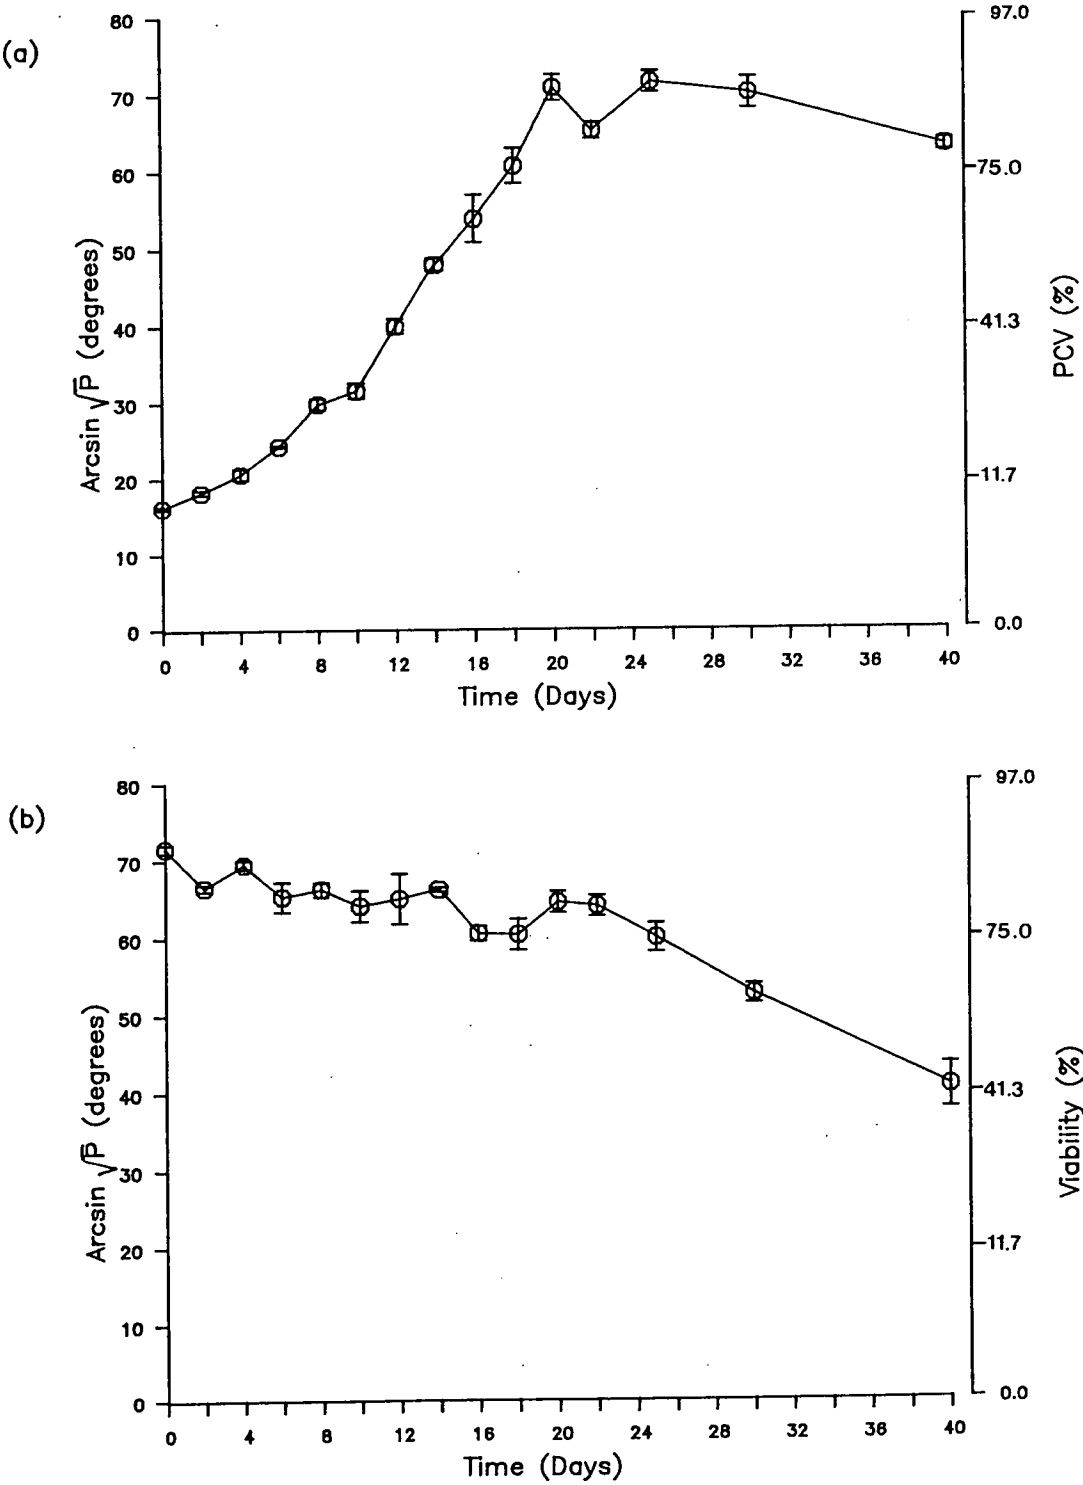 (a)
80
70
60
50
40
30
20
10
0
Arcsin √P (degrees)
97.0
75.0
41.3
11.7
0.0
PCV (%)
0 4 8 12 16 20 24 28 32 36 40
Time (Days)
(b)
80
70
60
50
40
30
20
10
0
Arcsin √P (degrees)
97.0
75.0
41.3
11.7
0.0
Viability (%)
0 4 8 12 16 20 24 28 32 36 40
Time (Days)